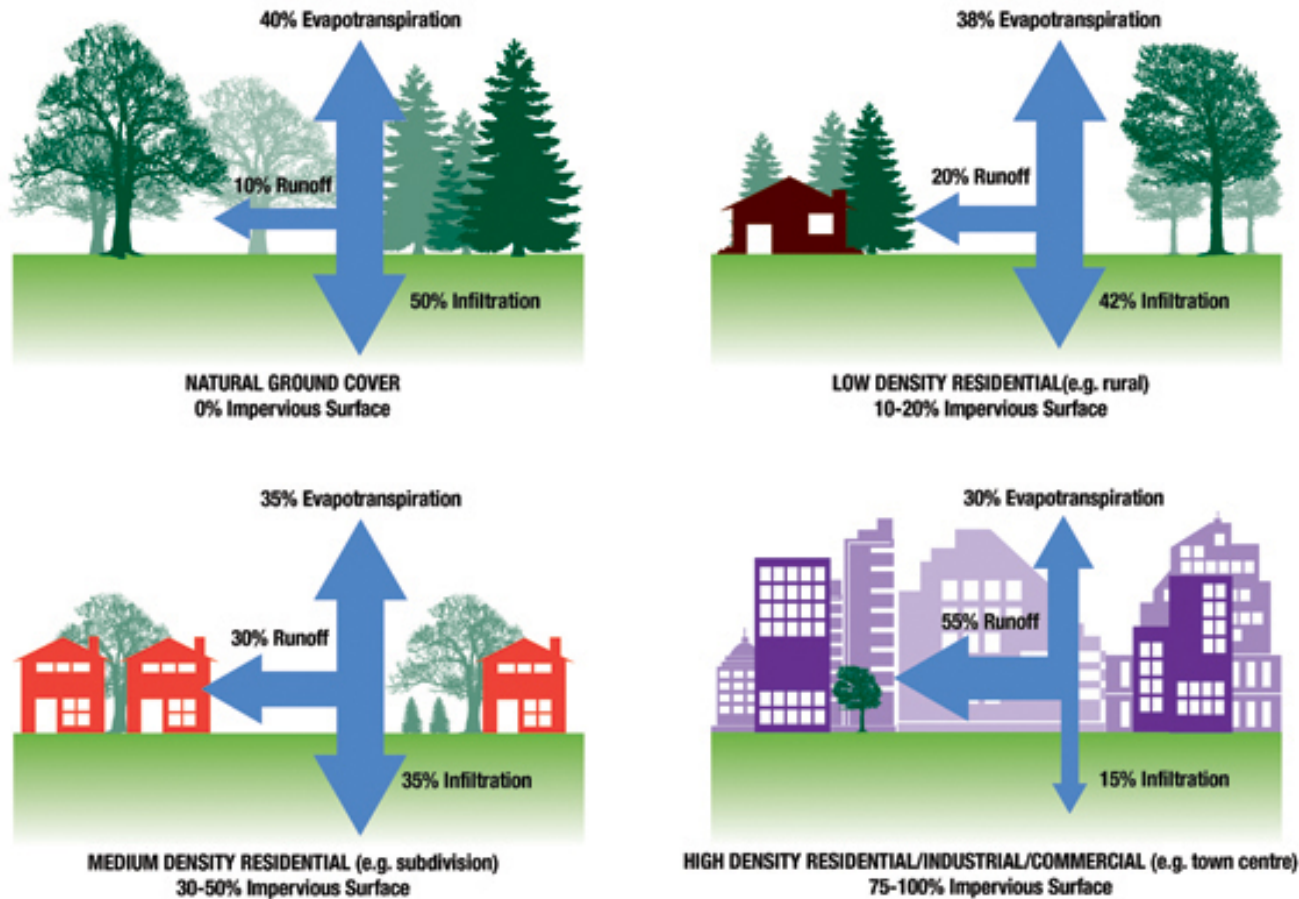 40% Evapotranspiration
10% Runoff
50% Infiltration
NATURAL GROUND COVER
0% Impervious Surface
38% Evapotranspiration
20% Runoff
42% Infiltration
LOW DENSITY RESIDENTIAL(e.g. rural)
10-20% Impervious Surface
35% Evapotranspiration
30% Runoff
35% Infiltration
MEDIUM DENSITY RESIDENTIAL (e.g. subdivision)
30-50% Impervious Surface
30% Evapotranspiration
55% Runoff
15% Infiltration
HIGH DENSITY RESIDENTIAL/INDUSTRIAL/COMMERCIAL (e.g. town centre)
75-100% Impervious Surface